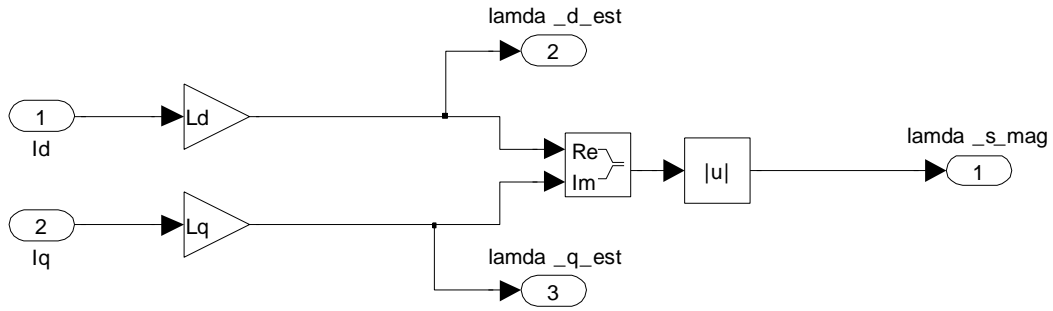 lamda _d_est
2
1
Id
Ld
Re
Im
|u|
lamda _s_mag
1
2
Iq
Lq
lamda _q_est
3